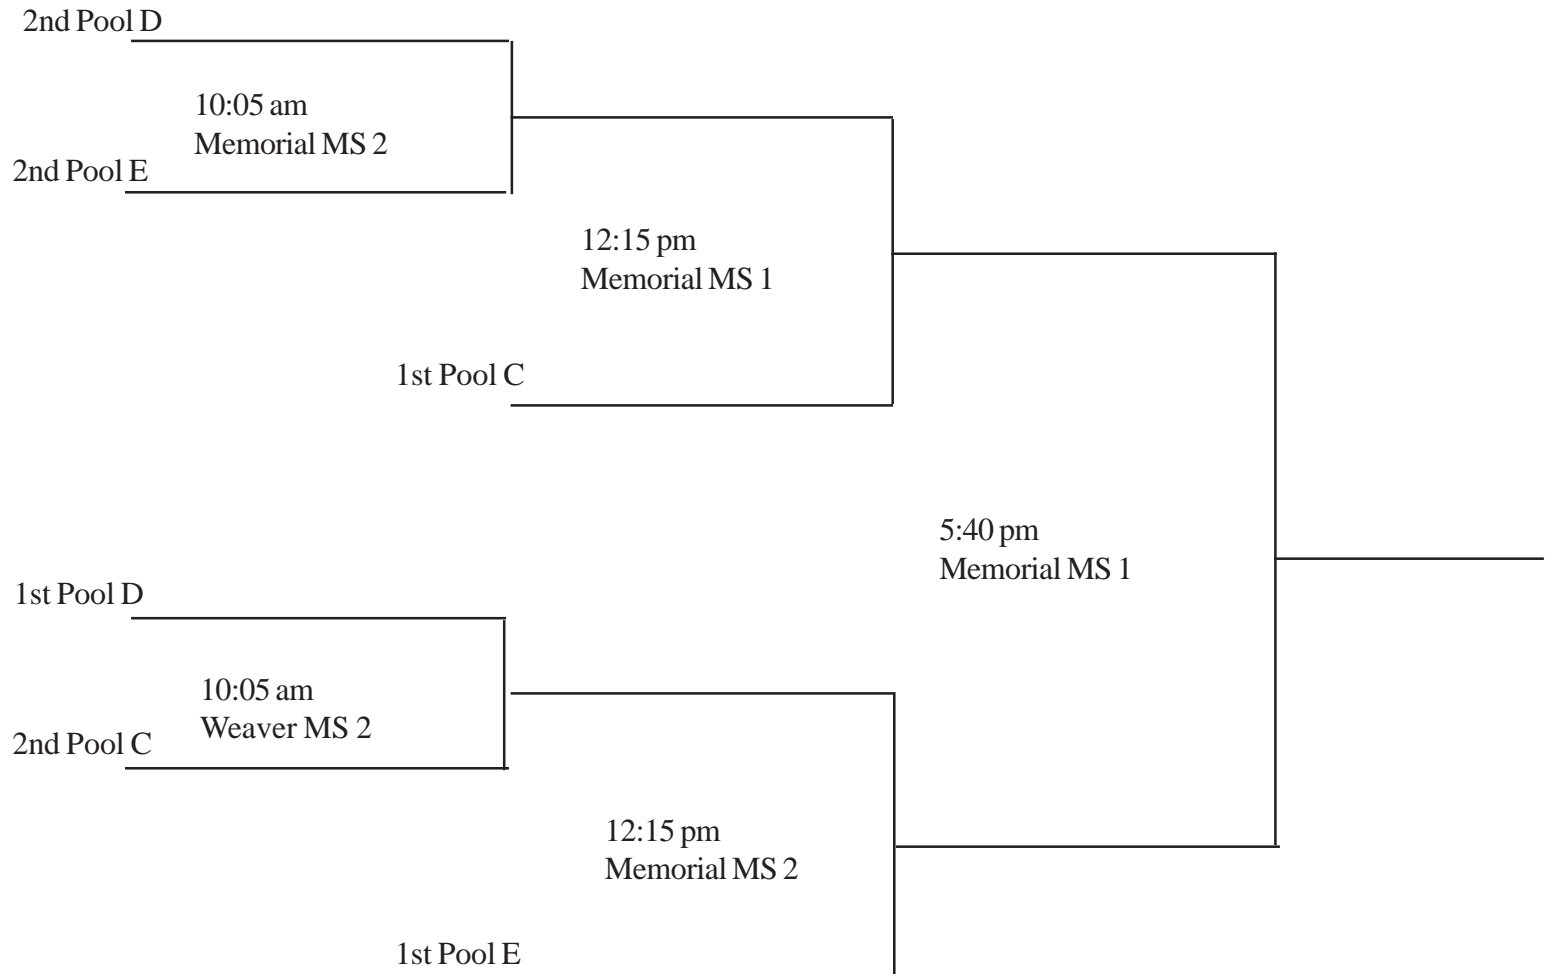 2nd Pool D
10:05 am
Memorial MS 2
2nd Pool E
12:15 pm
Memorial MS 1
1st Pool C
5:40 pm
Memorial MS 1
1st Pool D
10:05 am
Weaver MS 2
2nd Pool C
12:15 pm
Memorial MS 2
1st Pool E